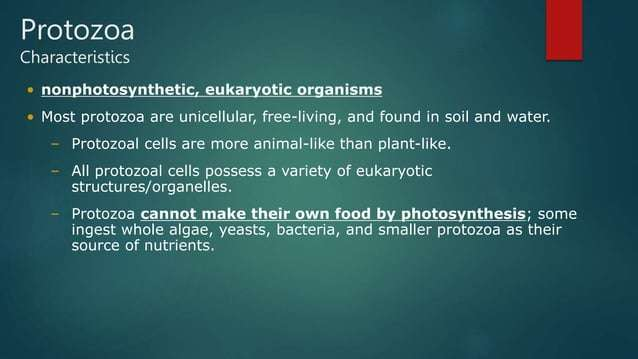 Protozoa
Characteristics
• nonphotosynthetic, eukaryotic organisms
• Most protozoa are unicellular, free-living, and found in soil and water.
– Protozoal cells are more animal-like than plant-like.
– All protozoal cells possess a variety of eukaryotic
structures/organelles.
– Protozoa cannot make their own food by photosynthesis; some
ingest whole algae, yeasts, bacteria, and smaller protozoa as their
source of nutrients.